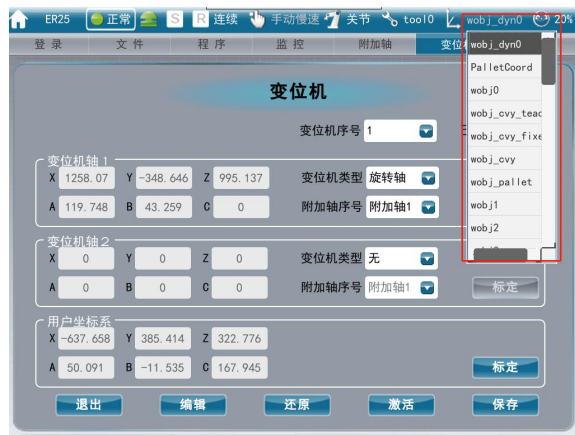 ER25 正常 S R 连续 手动慢速 关节 tool0 wobj_dyn0 20%
登录 文件 程序 监控 附加轴 变位
wobj_dyn0
PalletCoord
wobj0
wobj_cvy_teac
wobj_cvy_fixe
wobj_cvy
wobj_pallet
wobj1
wobj2
变位机
变位机序号 1
变位机轴1
X 1258.07 Y -348.646 Z 995.137 变位机类型 旋转轴
A 119.748 B 43.259 C 0 附加轴序号 附加轴1
变位机轴2
X 0 Y 0 Z 0 变位机类型 无
A 0 B 0 C 0 附加轴序号 附加轴1 标定
用户坐标系
X -637.658 Y 385.414 Z 322.776
A 50.091 B -11.535 C 167.945 标定
退出 编辑 还原 激活 保存